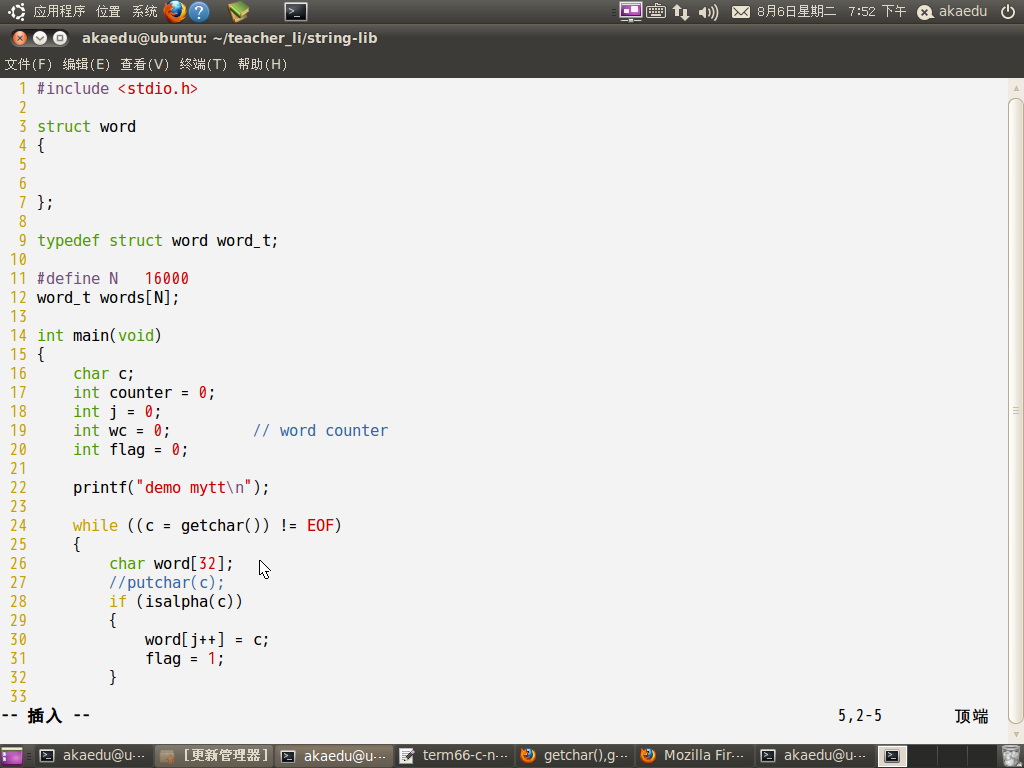 应用程序 位置 系统 8月6日星期二 7:52 下午 akaedu
akaedu@ubuntu: ~/teacher_li/string-lib
文件(F) 编辑(E) 查看(V) 终端(T) 帮助(H)
1 #include <stdio.h>
2
3 struct word
4 {
5
6
7 };
8
9 typedef struct word word_t;
10
11 #define N   16000
12 word_t words[N];
13
14 int main(void)
15 {
16     char c;
17     int counter = 0;
18     int j = 0;
19     int wc = 0;         // word counter
20     int flag = 0;
21
22     printf("demo mytt\n");
23
24     while ((c = getchar()) != EOF)
25     {
26         char word[32];
27         //putchar(c);
28         if (isalpha(c))
29         {
30             word[j++] = c;
31             flag = 1;
32         }
33
-- 插入 -- 5,2-5 顶端
akaedu@u-··· [更新管理器] akaedu@u-··· term66-c-n··· getchar(),g··· Mozilla Fir··· akaedu@u-···